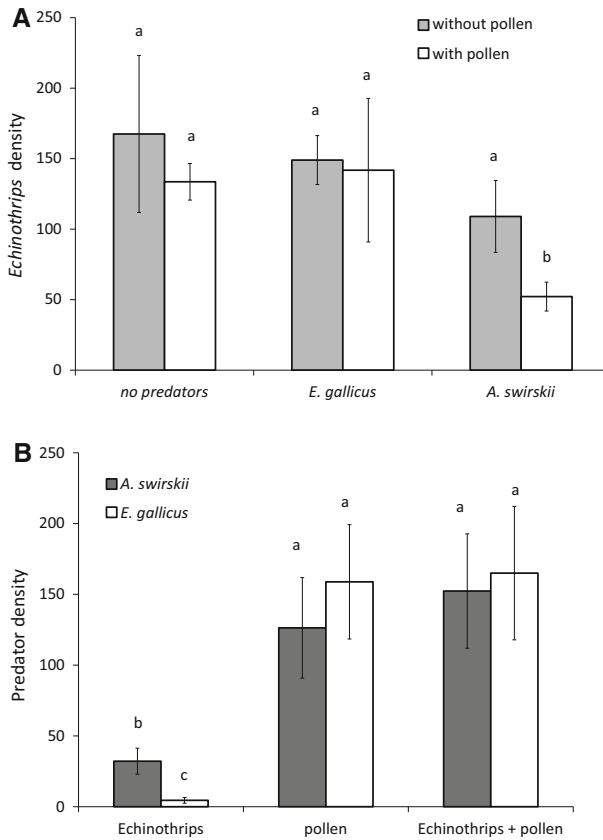 A
250
without pollen
with pollen
200
150
100
50
0
Echinothrips density
a
a
a
a
a
b
no predators
E. gallicus
A. swirskii
B
250
A. swirskii
E. gallicus
200
150
100
50
0
Predator density
b
c
a
a
a
a
Echinothrips
pollen
Echinothrips + pollen